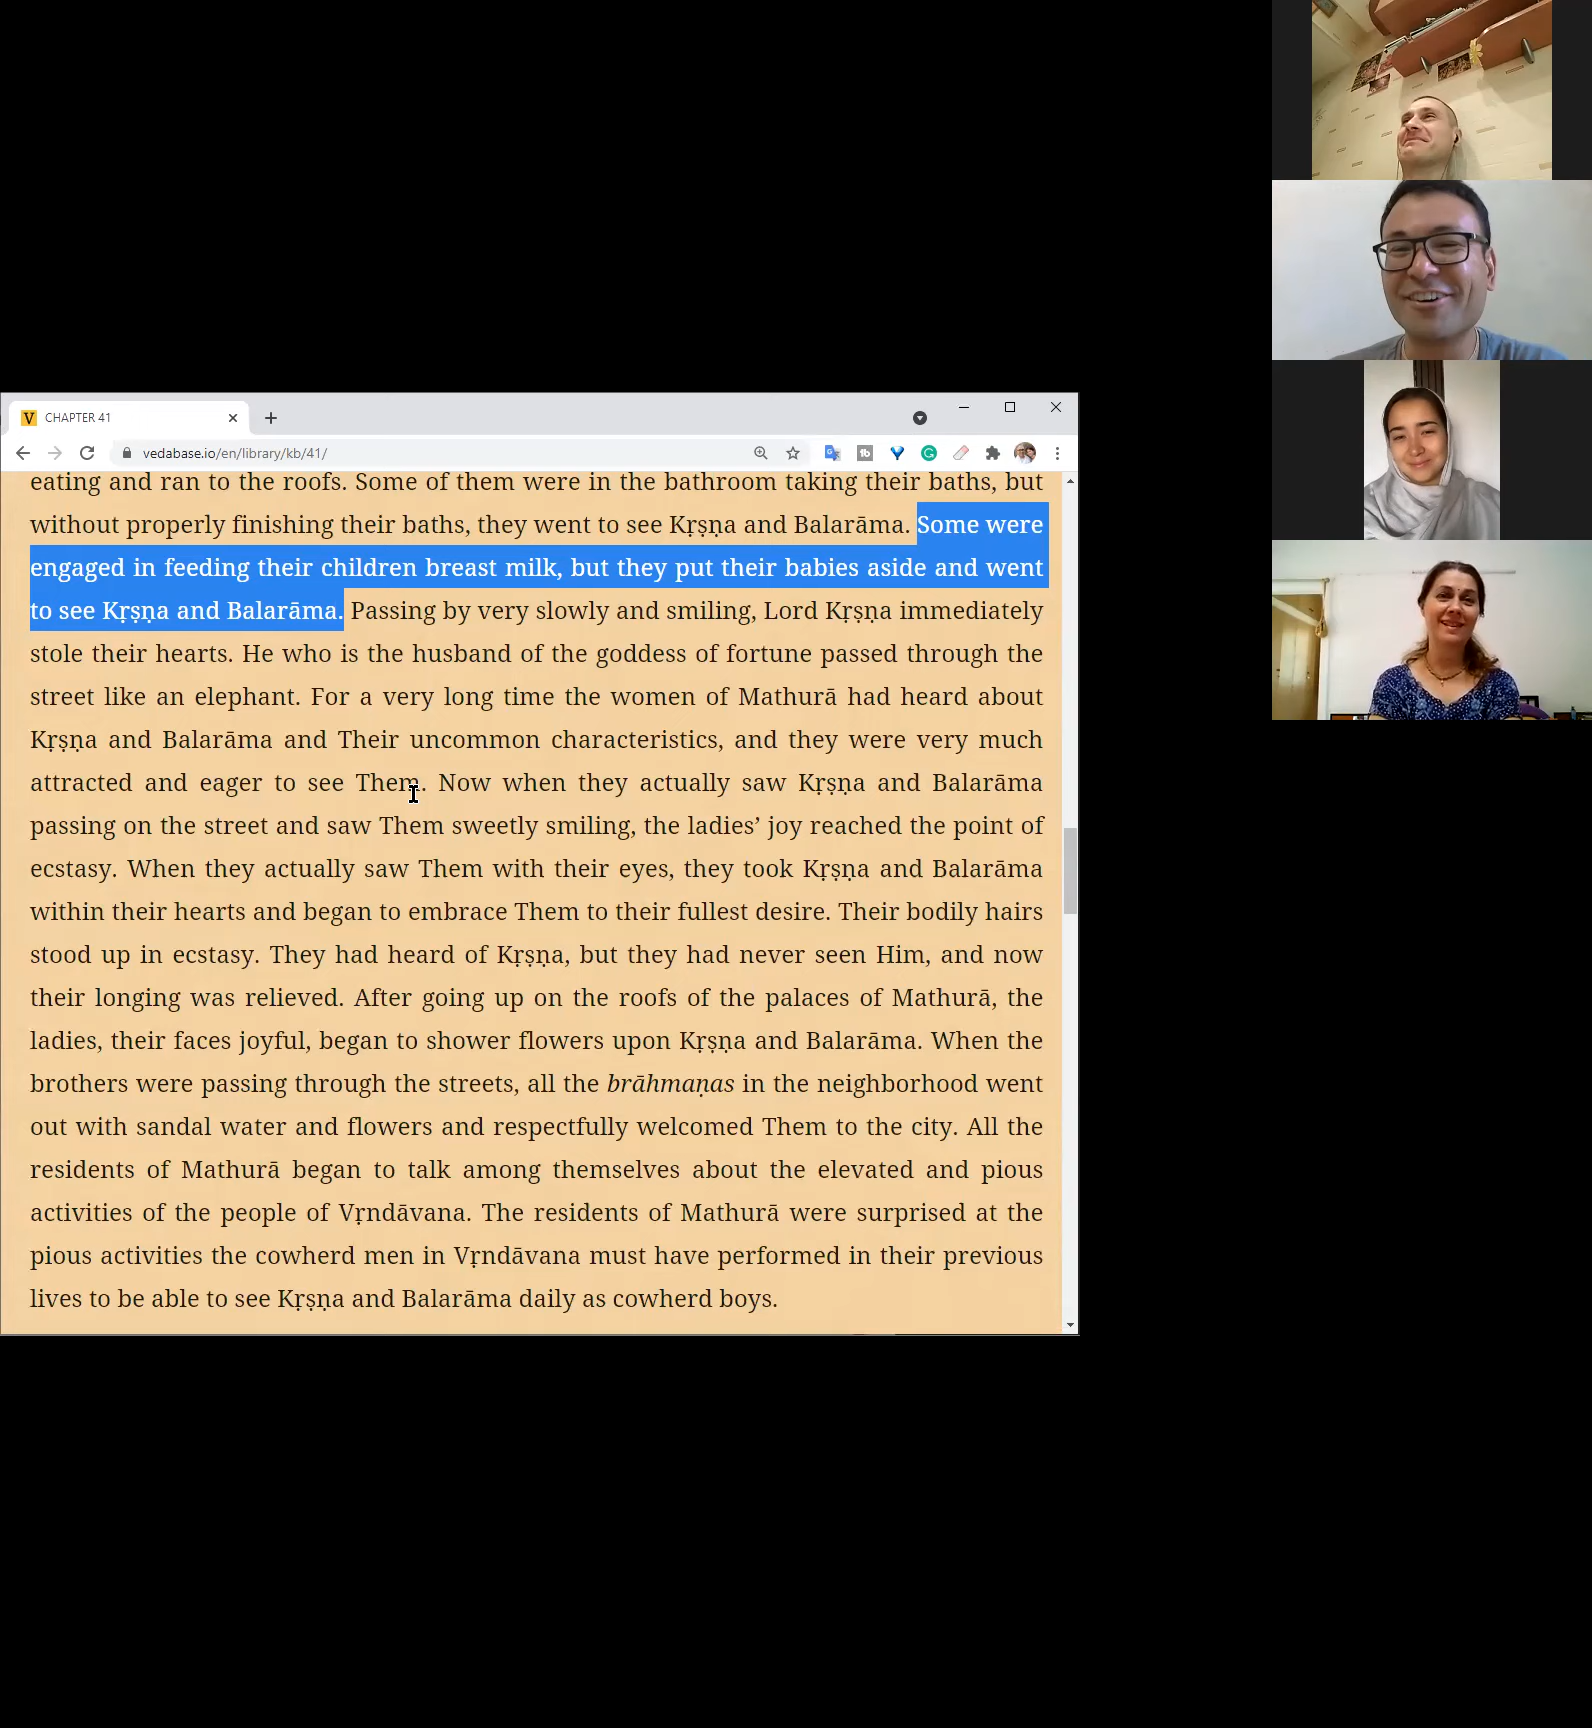 CHAPTER 41
vedabase.io/en/library/kb/41/
eating and ran to the roofs. Some of them were in the bathroom taking their baths, but
without properly finishing their baths, they went to see Kṛṣṇa and Balarāma. Some were
engaged in feeding their children breast milk, but they put their babies aside and went
to see Kṛṣṇa and Balarāma. Passing by very slowly and smiling, Lord Kṛṣṇa immediately
stole their hearts. He who is the husband of the goddess of fortune passed through the
street like an elephant. For a very long time the women of Mathurā had heard about
Kṛṣṇa and Balarāma and Their uncommon characteristics, and they were very much
attracted and eager to see Them. Now when they actually saw Kṛṣṇa and Balarāma
passing on the street and saw Them sweetly smiling, the ladies’ joy reached the point of
ecstasy. When they actually saw Them with their eyes, they took Kṛṣṇa and Balarāma
within their hearts and began to embrace Them to their fullest desire. Their bodily hairs
stood up in ecstasy. They had heard of Kṛṣṇa, but they had never seen Him, and now
their longing was relieved. After going up on the roofs of the palaces of Mathurā, the
ladies, their faces joyful, began to shower flowers upon Kṛṣṇa and Balarāma. When the
brothers were passing through the streets, all the brāhmaṇas in the neighborhood went
out with sandal water and flowers and respectfully welcomed Them to the city. All the
residents of Mathurā began to talk among themselves about the elevated and pious
activities of the people of Vṛndāvana. The residents of Mathurā were surprised at the
pious activities the cowherd men in Vṛndāvana must have performed in their previous
lives to be able to see Kṛṣṇa and Balarāma daily as cowherd boys.